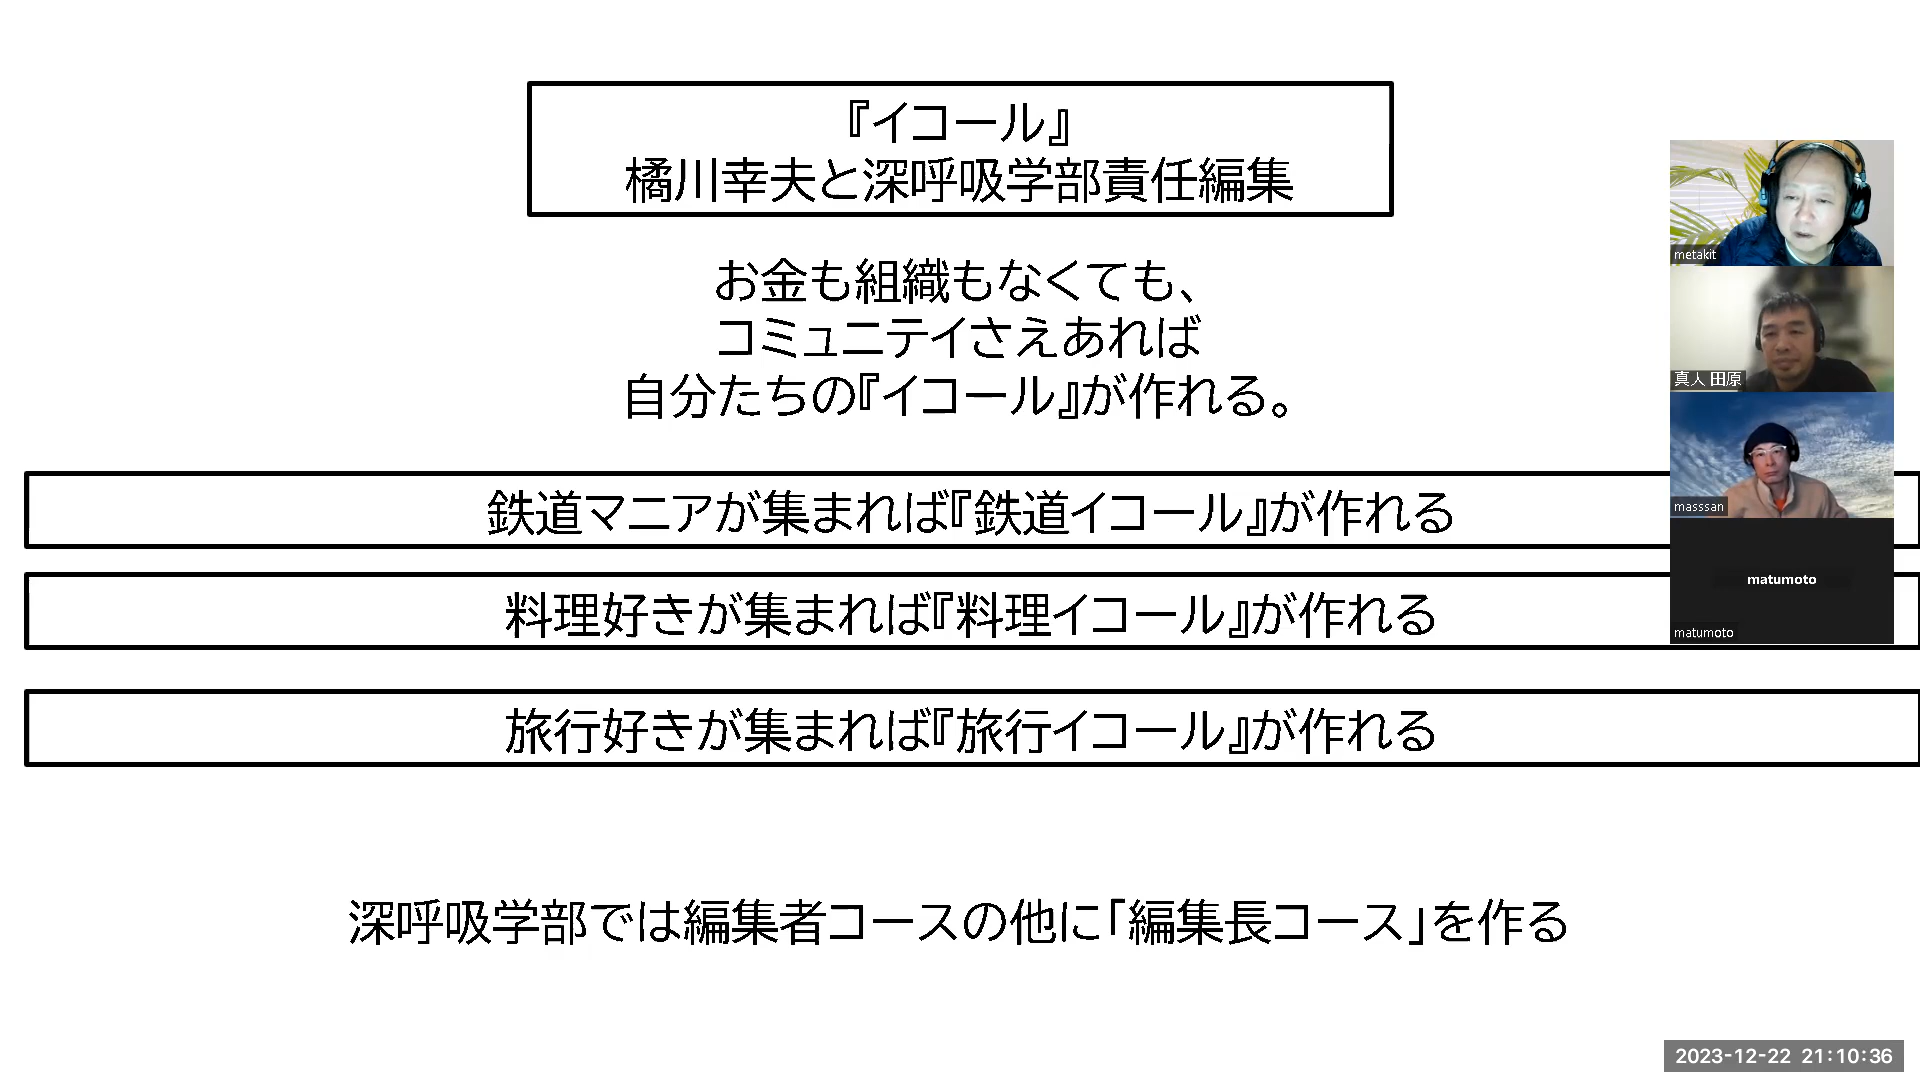 『イコール』
橘川幸夫と深呼吸学部責任編集
お金も組織もなくても、
コミュニテイさえあれば
自分たちの『イコール』が作れる。
鉄道マニアが集まれば『鉄道イコール』が作れる
料理好きが集まれば『料理イコール』が作れる
旅行好きが集まれば『旅行イコール』が作れる
深呼吸学部では編集者コースの他に「編集長コース」を作る
metakit
真人 田原
masssan
matumoto
matumoto
2023-12-22 21:10:36